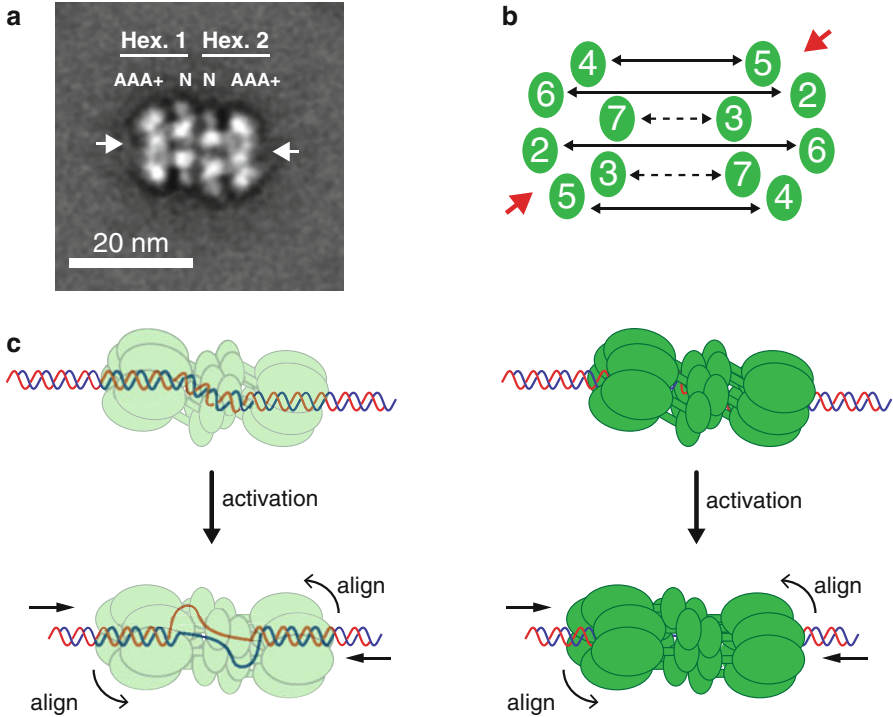 a
Hex. 1 Hex. 2
AAA+ N N AAA+
20 nm
b
4 5
6 2
7 3
2 6
3 7
5 4
c
activation
activation
align
align
align
align